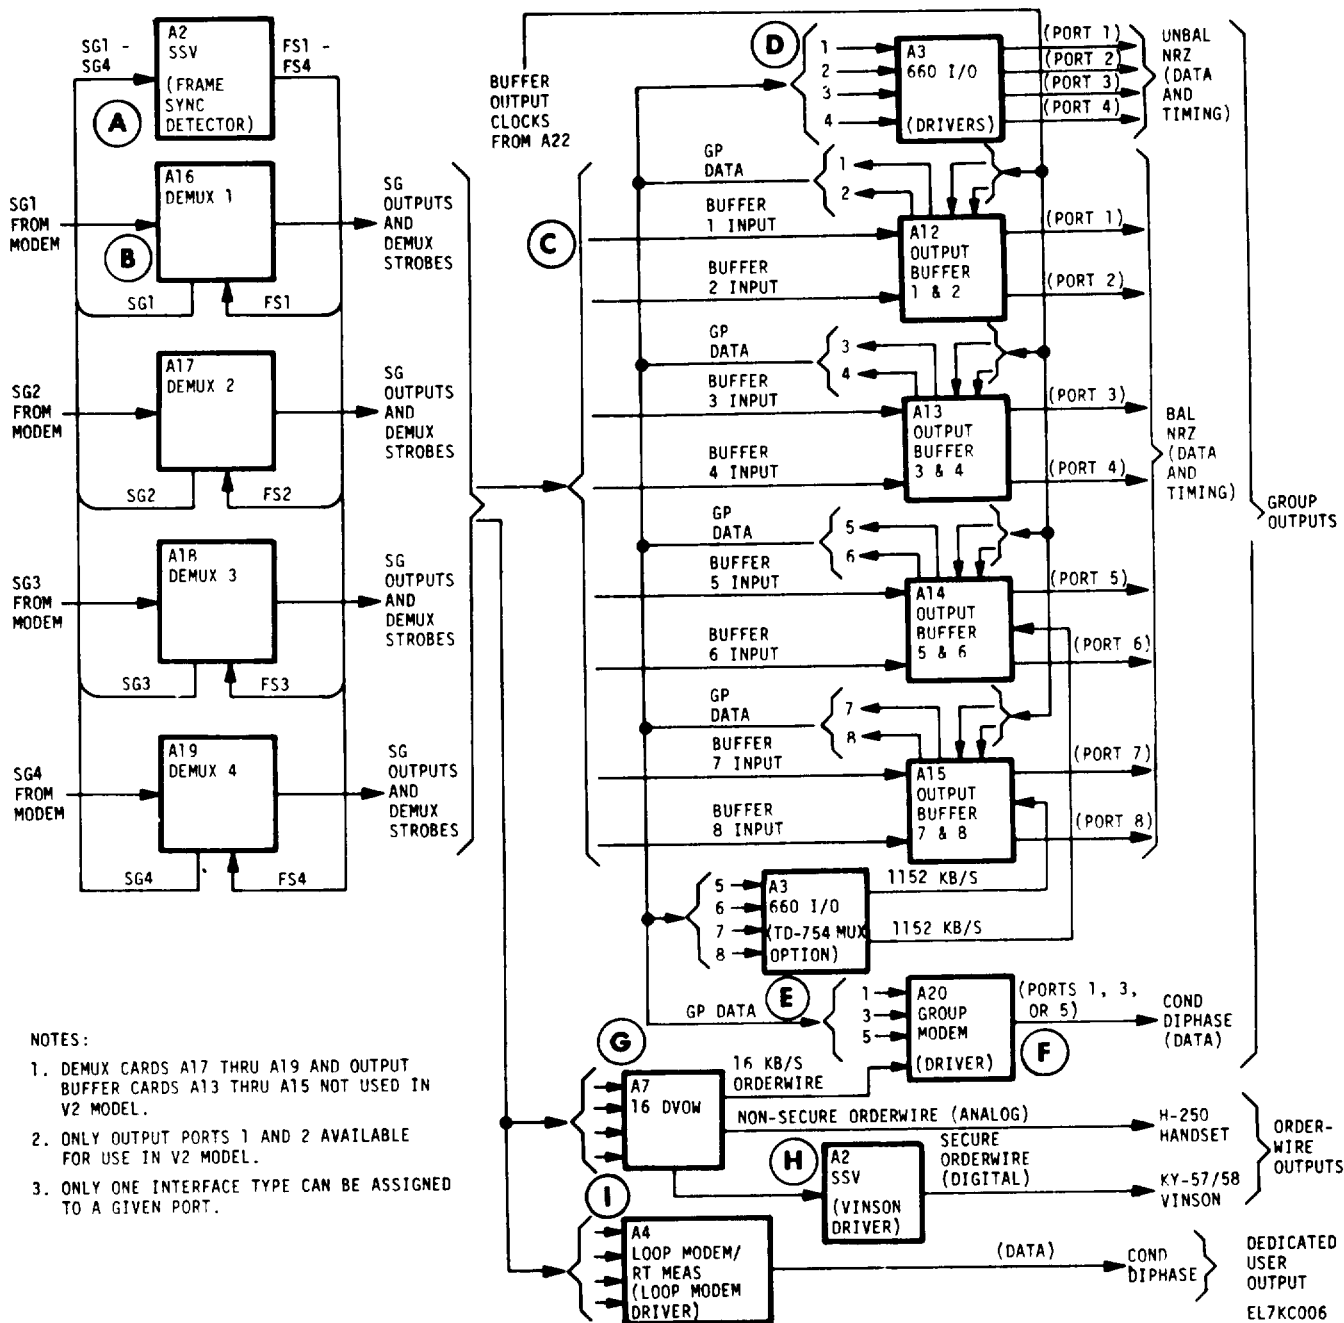 SG1 -
SG4
A2
SSV
(FRAME
SYNC
DETECTOR)
FS1 -
FS4
A
SG1
FROM
MODEM
A16
DEMUX 1
B
SG1
FS1
SG
OUTPUTS
AND
DEMUX
STROBES
SG2
FROM
MODEM
A17
DEMUX 2
SG2
FS2
SG
OUTPUTS
AND
DEMUX
STROBES
SG3
FROM
MODEM
A18
DEMUX 3
SG3
FS3
SG
OUTPUTS
AND
DEMUX
STROBES
SG4
FROM
MODEM
A19
DEMUX 4
SG4
FS4
SG
OUTPUTS
AND
DEMUX
STROBES
BUFFER
OUTPUT
CLOCKS
FROM A22
C
D
1
2
3
4
A3
660 I/O
(DRIVERS)
(PORT 1)
(PORT 2)
(PORT 3)
(PORT 4)
UNBAL
NRZ
(DATA
AND
TIMING)
GP
DATA
1
2
BUFFER
1 INPUT
BUFFER
2 INPUT
A12
OUTPUT
BUFFER
1 & 2
(PORT 1)
(PORT 2)
GP
DATA
3
4
BUFFER
3 INPUT
BUFFER
4 INPUT
A13
OUTPUT
BUFFER
3 & 4
(PORT 3)
(PORT 4)
BAL
NRZ
(DATA
AND
TIMING)
GROUP
OUTPUTS
GP
DATA
5
6
BUFFER
5 INPUT
BUFFER
6 INPUT
A14
OUTPUT
BUFFER
5 & 6
(PORT 5)
(PORT 6)
GP
DATA
7
8
BUFFER
7 INPUT
BUFFER
8 INPUT
A15
OUTPUT
BUFFER
7 & 8
(PORT 7)
(PORT 8)
5
6
7
8
A3
660 I/O
(TD-754 MUX
OPTION)
1152 KB/S
1152 KB/S
E
GP DATA
1
3
5
A20
GROUP
MODEM
(DRIVER)
(PORTS 1, 3,
OR 5)
F
COND
DIPHASE
(DATA)
G
A7
16 DVOW
16 KB/S
ORDERWIRE
NON-SECURE ORDERWIRE (ANALOG)
H-250
HANDSET
H
A2
SSV
(VINSON
DRIVER)
SECURE
ORDERWIRE
(DIGITAL)
KY-57/58
VINSON
ORDER-
WIRE
OUTPUTS
I
A4
LOOP MODEM/
RT MEAS
(LOOP MODEM
DRIVER)
(DATA)
COND
DIPHASE
DEDICATED
USER
OUTPUT
NOTES:
1. DEMUX CARDS A17 THRU A19 AND OUTPUT
BUFFER CARDS A13 THRU A15 NOT USED IN
V2 MODEL.
2. ONLY OUTPUT PORTS 1 AND 2 AVAILABLE
FOR USE IN V2 MODEL.
3. ONLY ONE INTERFACE TYPE CAN BE ASSIGNED
TO A GIVEN PORT.
EL7KC006